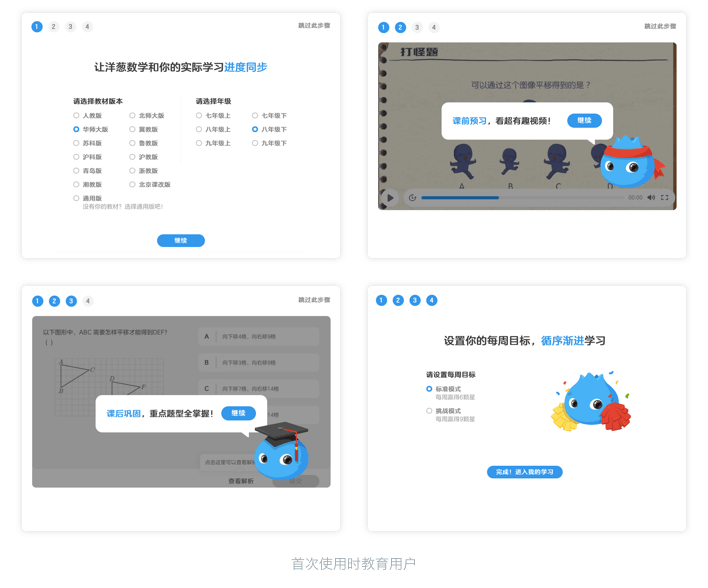 1 2 3 4
跳过此步骤
让洋葱数学和你的实际学习进度同步
请选择教材版本
人教版 北师大版
华师大版 冀教版
苏科版 鲁教版
沪科版 沪教版
青岛版 浙教版
湘教版 北京课改版
通用版
没有你的教材？选择通用版吧！
请选择年级
七年级上 七年级下
八年级上 八年级下
九年级上 九年级下
继续
1 2 3 4
跳过此步骤
打怪题
可以通过这个图像平移得到的是？
课前预习，看超有趣视频！
继续
A B C D
00:00
1 2 3 4
跳过此步骤
以下图形中，ABC 需要怎样平移才能得到DEF？
( )
A C B D F
A 向下移4格，向右移6格
B 向下移3格，向右移9格
C 向下移7格，向右移14格
14格
课后巩固，重点题型全掌握！
继续
点击这里可以查看解
查看解析
1 2 3 4
设置你的每周目标，循序渐进学习
请设置每周目标
标准模式
每周赢得6颗星
挑战模式
每周赢得9颗星
完成！进入我的学习
首次使用时教育用户